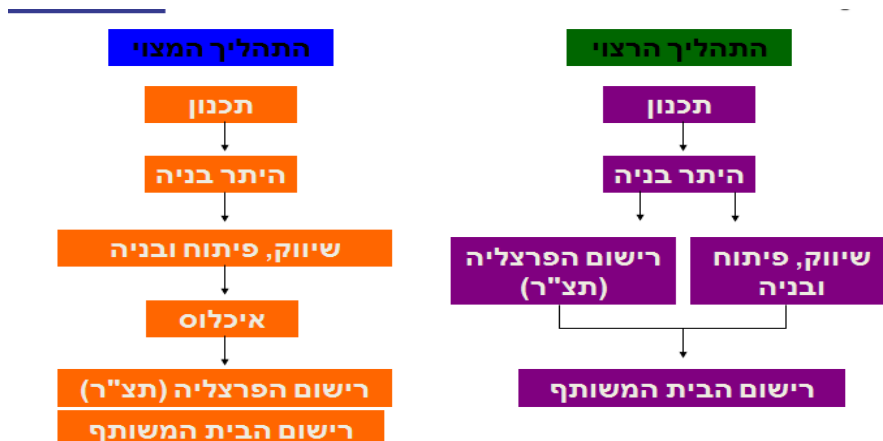 התהליך הרצוי
תכנון
היתר בניה
שיווק, פיתוח
ובניה
רישום הפרצליה
(תצ"ר)
רישום הבית המשותף
התהליך המצוי
תכנון
היתר בניה
שיווק, פיתוח ובניה
איכלוס
רישום הפרצליה (תצ"ר)
רישום הבית המשותף